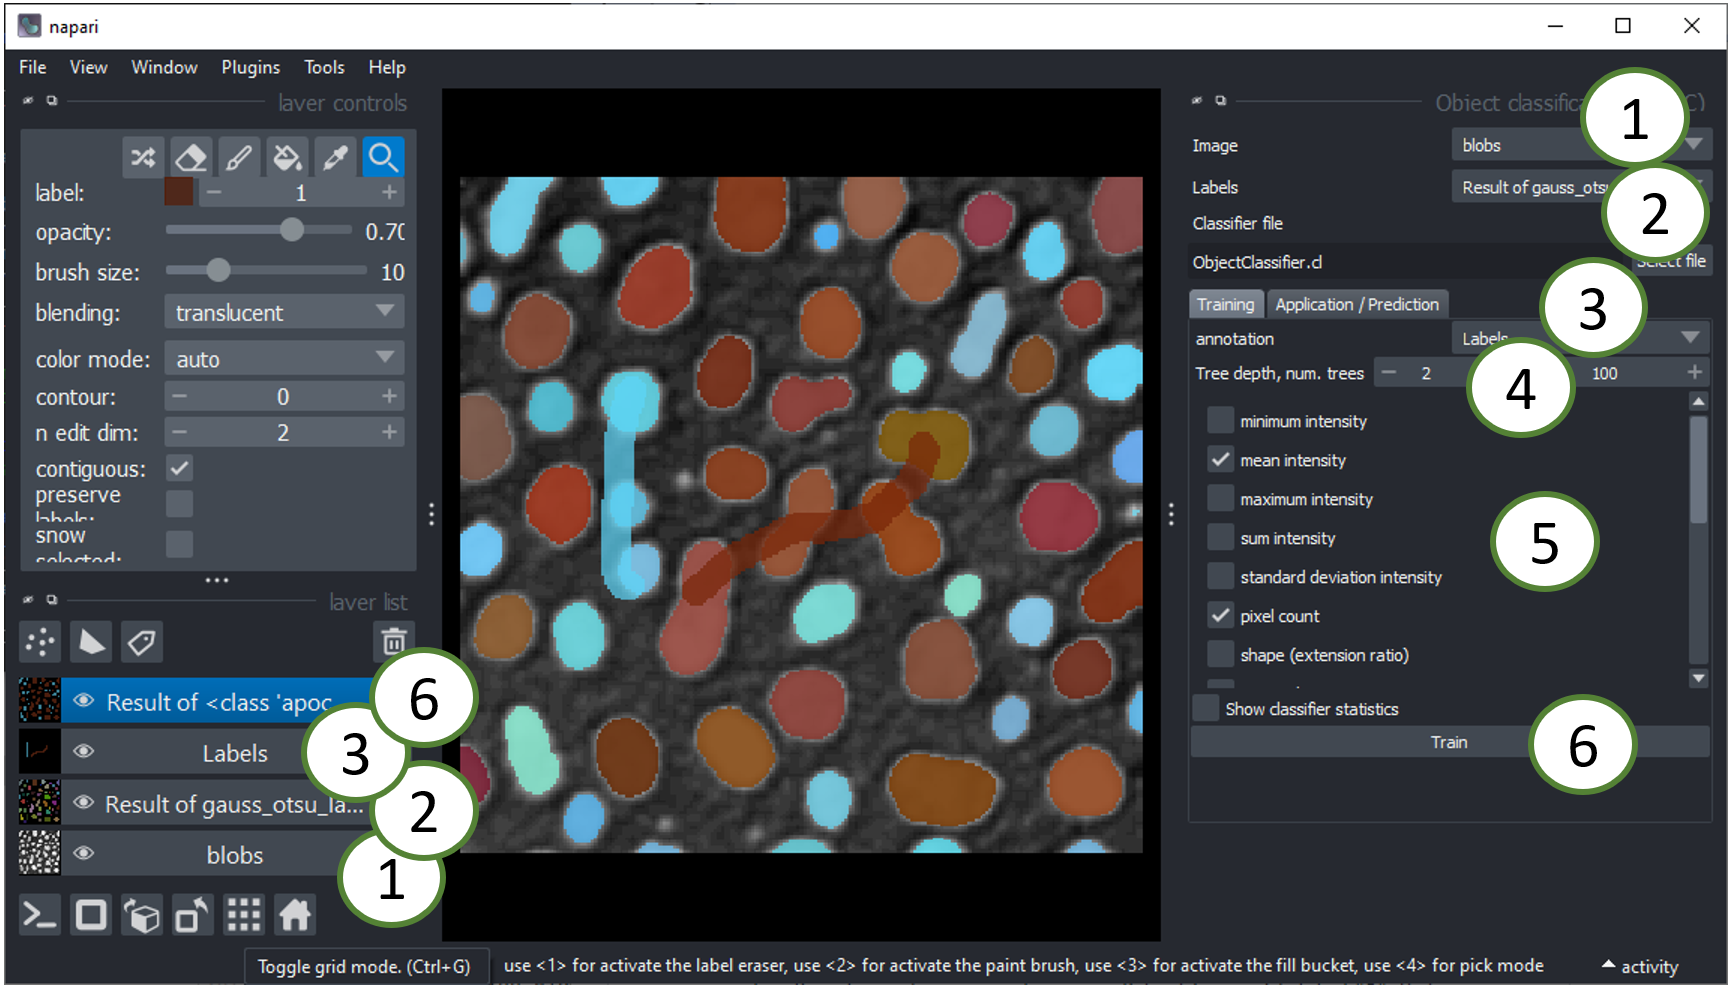 napari
File View Window Plugins Tools Help
layer controls
label: 1
opacity: 0.70
brush size: 10
blending: translucent
color mode: auto
contour: 0
n edit dim: 2
contiguous:
preserve
labels:
show
selected:
layer list
Result of <class 'apoc 6
Labels 3
Result of gauss_otsu_la... 2
blobs 1
Toggle grid mode. (Ctrl+G)
use <1> for activate the label eraser, use <2> for activate the paint brush, use <3> for activate the fill bucket, use <4> for pick mode
activity
Object classific C)
1
Image blobs
Labels Result of gauss_otsu
2
Classifier file
ObjectClassifier.cl Select file
Training Application / Prediction
3
annotation Labels
Tree depth, num. trees 2 100
4
minimum intensity
mean intensity
maximum intensity
sum intensity
5
standard deviation intensity
pixel count
shape (extension ratio)
Show classifier statistics
Train 6